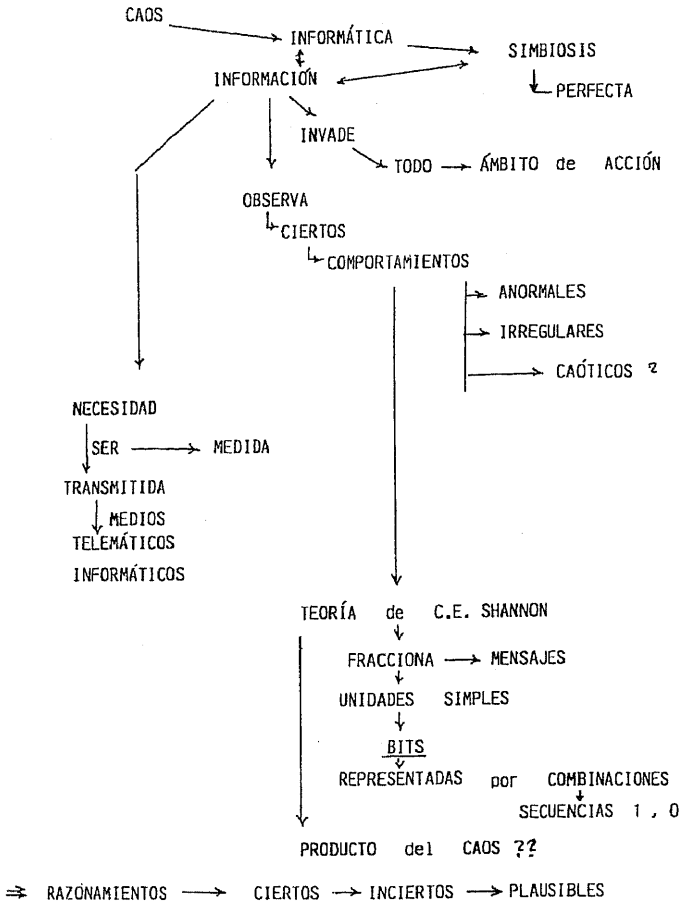 CAOS
INFORMÁTICA
SIMBIOSIS
INFORMACIÓN
PERFECTA
INVADE
TODO → ÁMBITO de ACCIÓN
OBSERVA
CIERTOS
COMPORTAMIENTOS
ANORMALES
IRREGULARES
CAÓTICOS ?
NECESIDAD
SER → MEDIDA
TRANSMITIDA
MEDIOS
TELEMÁTICOS
INFORMÁTICOS
TEORÍA de C.E. SHANNON
FRACCIONA → MENSAJES
UNIDADES SIMPLES
BITS
REPRESENTADAS por COMBINACIONES
SECUENCIAS 1 , 0
PRODUCTO del CAOS ??
⇒ RAZONAMIENTOS → CIERTOS → INCIERTOS → PLAUSIBLES